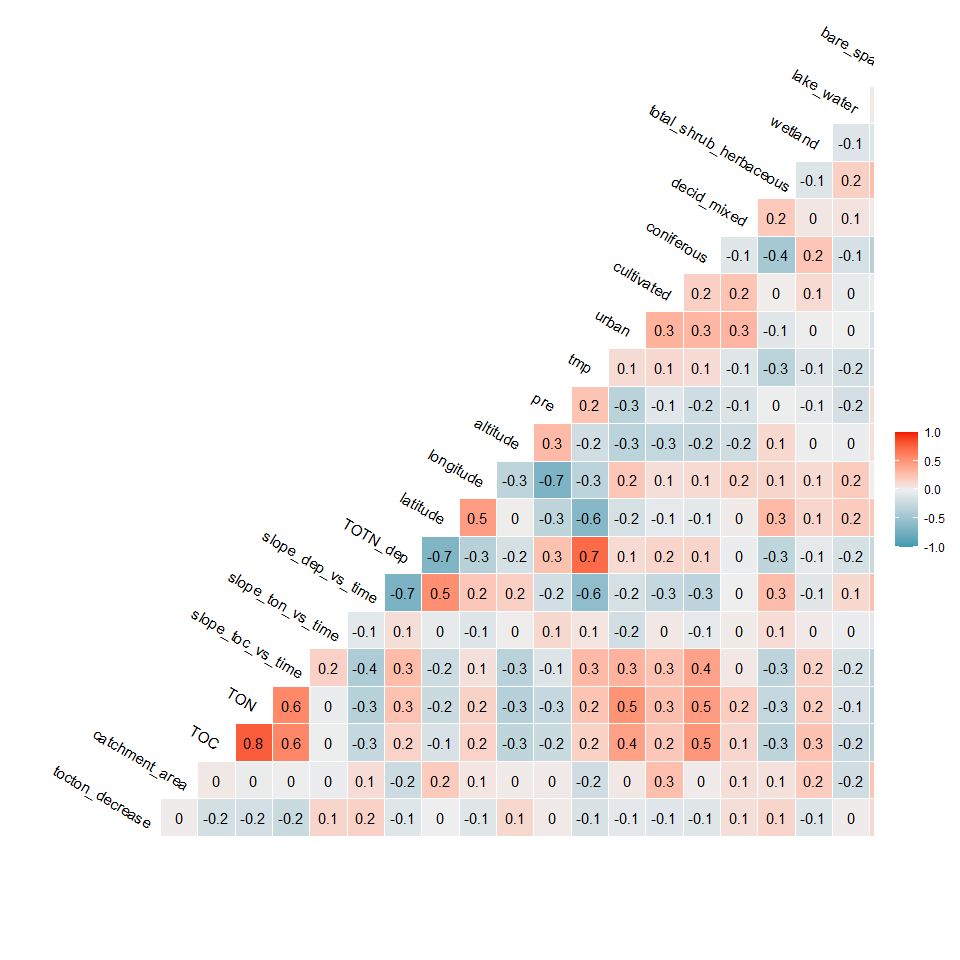 bare_spa
lake_water
wetland -0.1
total_shrub_herbaceous -0.1 0.2
decid_mixed 0.2 0 0.1
coniferous -0.1 -0.4 0.2 -0.1
cultivated 0.2 0.2 0 0.1 0
urban 0.3 0.3 0.3 -0.1 0 0
tmp 0.1 0.1 0.1 -0.1 -0.3 -0.1 -0.2
pre 0.2 -0.3 -0.1 -0.2 -0.1 0 -0.1 -0.2
altitude 0.3 -0.2 -0.3 -0.3 -0.2 -0.2 0.1 0 0
longitude -0.3 -0.7 -0.3 0.2 0.1 0.1 0.2 0.1 0.1 0.2
latitude 0.5 0 -0.3 -0.6 -0.2 -0.1 -0.1 0 0.3 0.1 0.2
TOTN_dep -0.7 -0.3 -0.2 0.3 0.7 0.1 0.2 0.1 0 -0.3 -0.1 -0.2
slope_dep_vs_time -0.7 0.5 0.2 0.2 -0.2 -0.6 -0.2 -0.3 -0.3 0 0.3 -0.1 0.1
slope_ton_vs_time -0.1 0.1 0 -0.1 0 0.1 0.1 -0.2 0 -0.1 0 0.1 0 0
slope_toc_vs_time 0.2 -0.4 0.3 -0.2 0.1 -0.3 -0.1 0.3 0.3 0.3 0.4 0 -0.3 0.2 -0.2
TON 0.6 0 -0.3 0.3 -0.2 0.2 -0.3 -0.3 0.2 0.5 0.3 0.5 0.2 -0.3 0.2 -0.1
TOC 0.8 0.6 0 -0.3 0.2 -0.1 0.2 -0.3 -0.2 0.2 0.4 0.2 0.5 0.1 -0.3 0.3 -0.2
catchment_area 0 0 0 0 0.1 -0.2 0.2 0.1 0 0 -0.2 0 0.3 0 0.1 0.1 0.2 -0.2
tocton_decrease 0 -0.2 -0.2 -0.2 0.1 0.2 -0.1 0 -0.1 0.1 0 -0.1 -0.1 -0.1 -0.1 0.1 0.1 -0.1 0
1.0
0.5
0.0
-0.5
-1.0